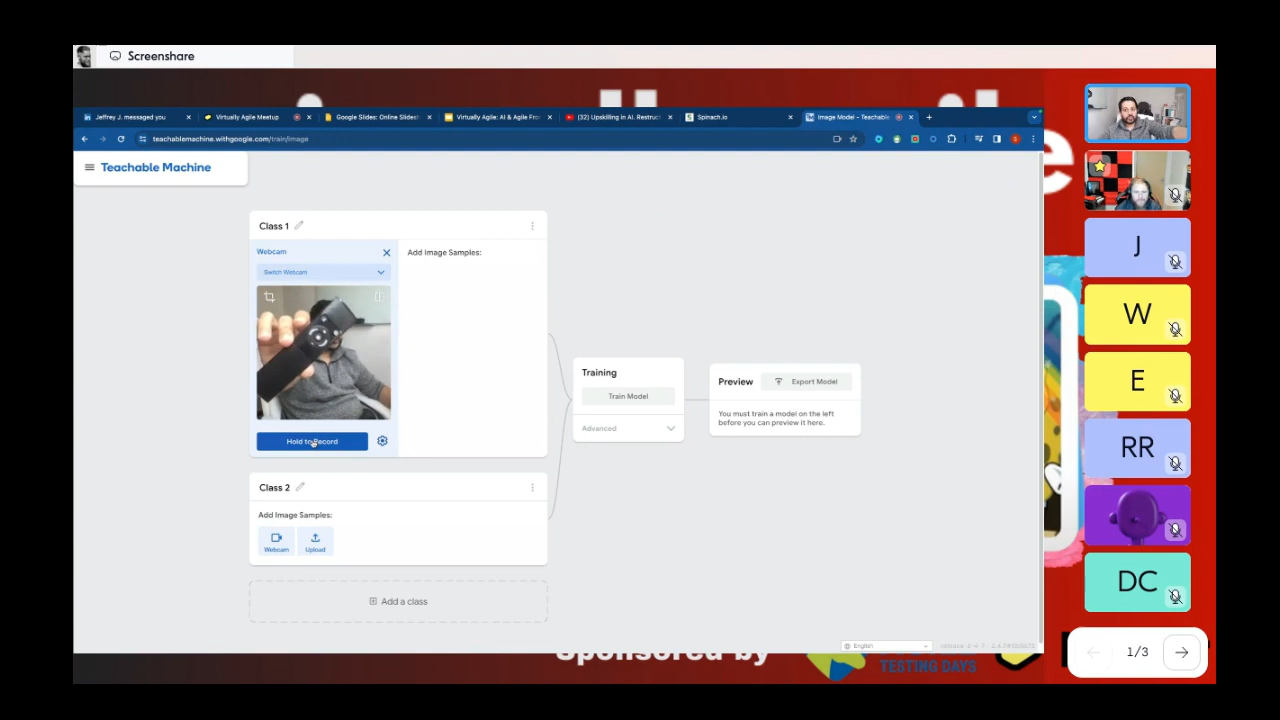 Screenshare
Jeffrey J. messaged you
Virtually Agile Meetup
Google Slides: Online Slides
Virtually Agile: AI & Agile Fro
(32) Upskilling in AI. Restruc
Spinach.io
Image Model - Teachable
teachablemachine.withgoogle.com/train/image
Teachable Machine
Class 1
Webcam
Add Image Samples:
Switch Webcam
Hold to Record
Training
Train Model
Advanced
Preview
Export Model
You must train a model on the left
before you can preview it here.
Class 2
Add Image Samples:
Webcam
Upload
Add a class
English
Sponsored by
TESTING DAYS
J
W
E
RR
DC
1/3